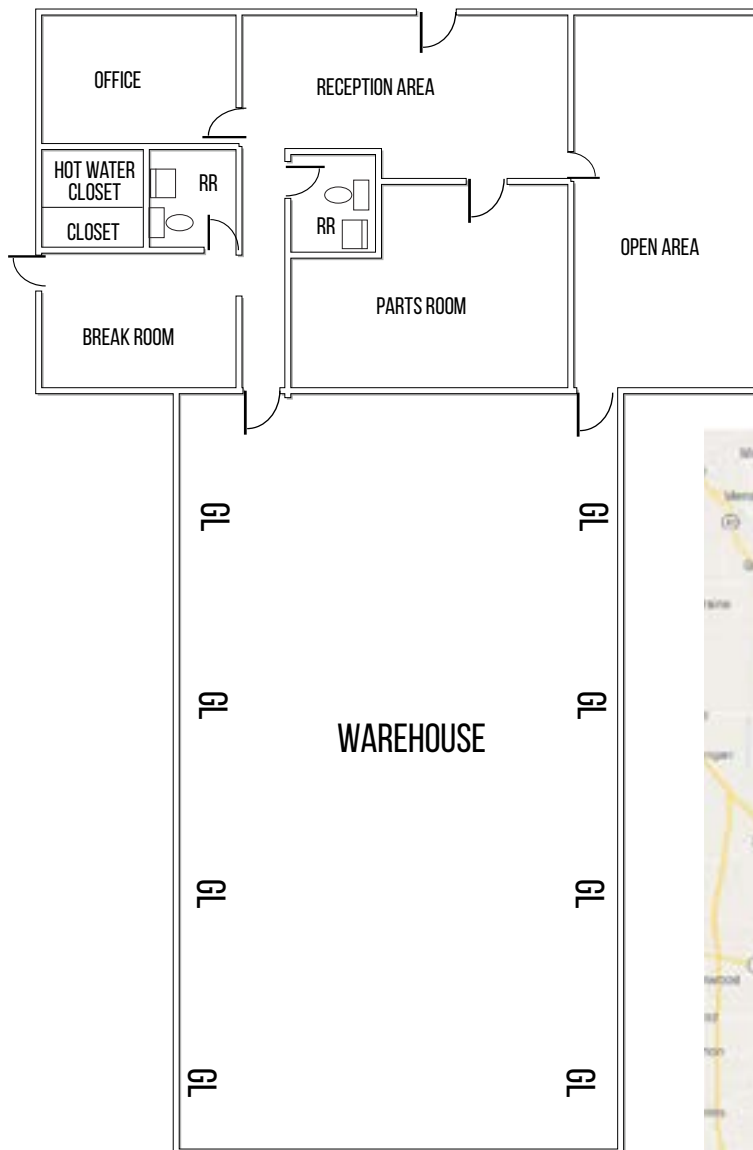 OFFICE
RECEPTION AREA
HOT WATER
CLOSET
RR
CLOSET
RR
OPEN AREA
PARTS ROOM
BREAK ROOM
GL
GL
GL
GL
WAREHOUSE
GL
GL
GL
GL